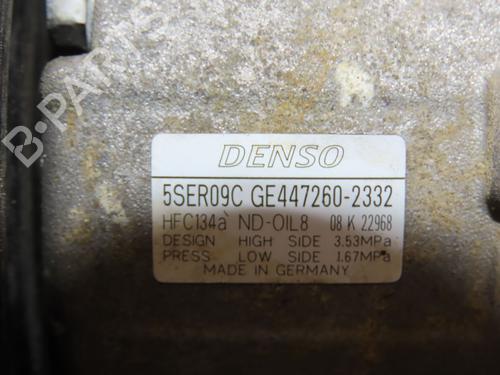 B-PARTS
DENSO
5SER09C GE447260-2332
HFC134a ND-OIL8 08 K 22968
DESIGN HIGH SIDE 3.53MPa
PRESS LOW SIDE 1.67MPa
MADE IN GERMANY